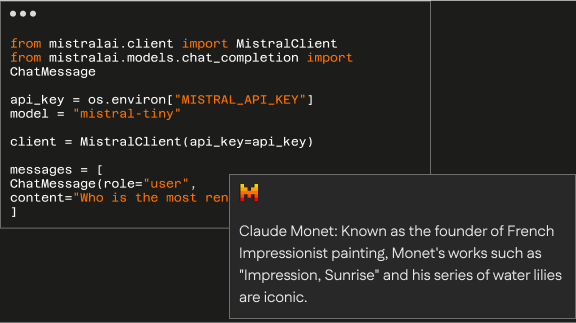 from mistralai.client import MistralClient
from mistralai.models.chat_completion import
ChatMessage
api_key = os.environ["MISTRAL_API_KEY"]
model = "mistral-tiny"
client = MistralClient(api_key=api_key)
messages = [
ChatMessage(role="user",
content="Who is the most ren
]
Claude Monet: Known as the founder of French
Impressionist painting, Monet's works such as
"Impression, Sunrise" and his series of water lilies
are iconic.